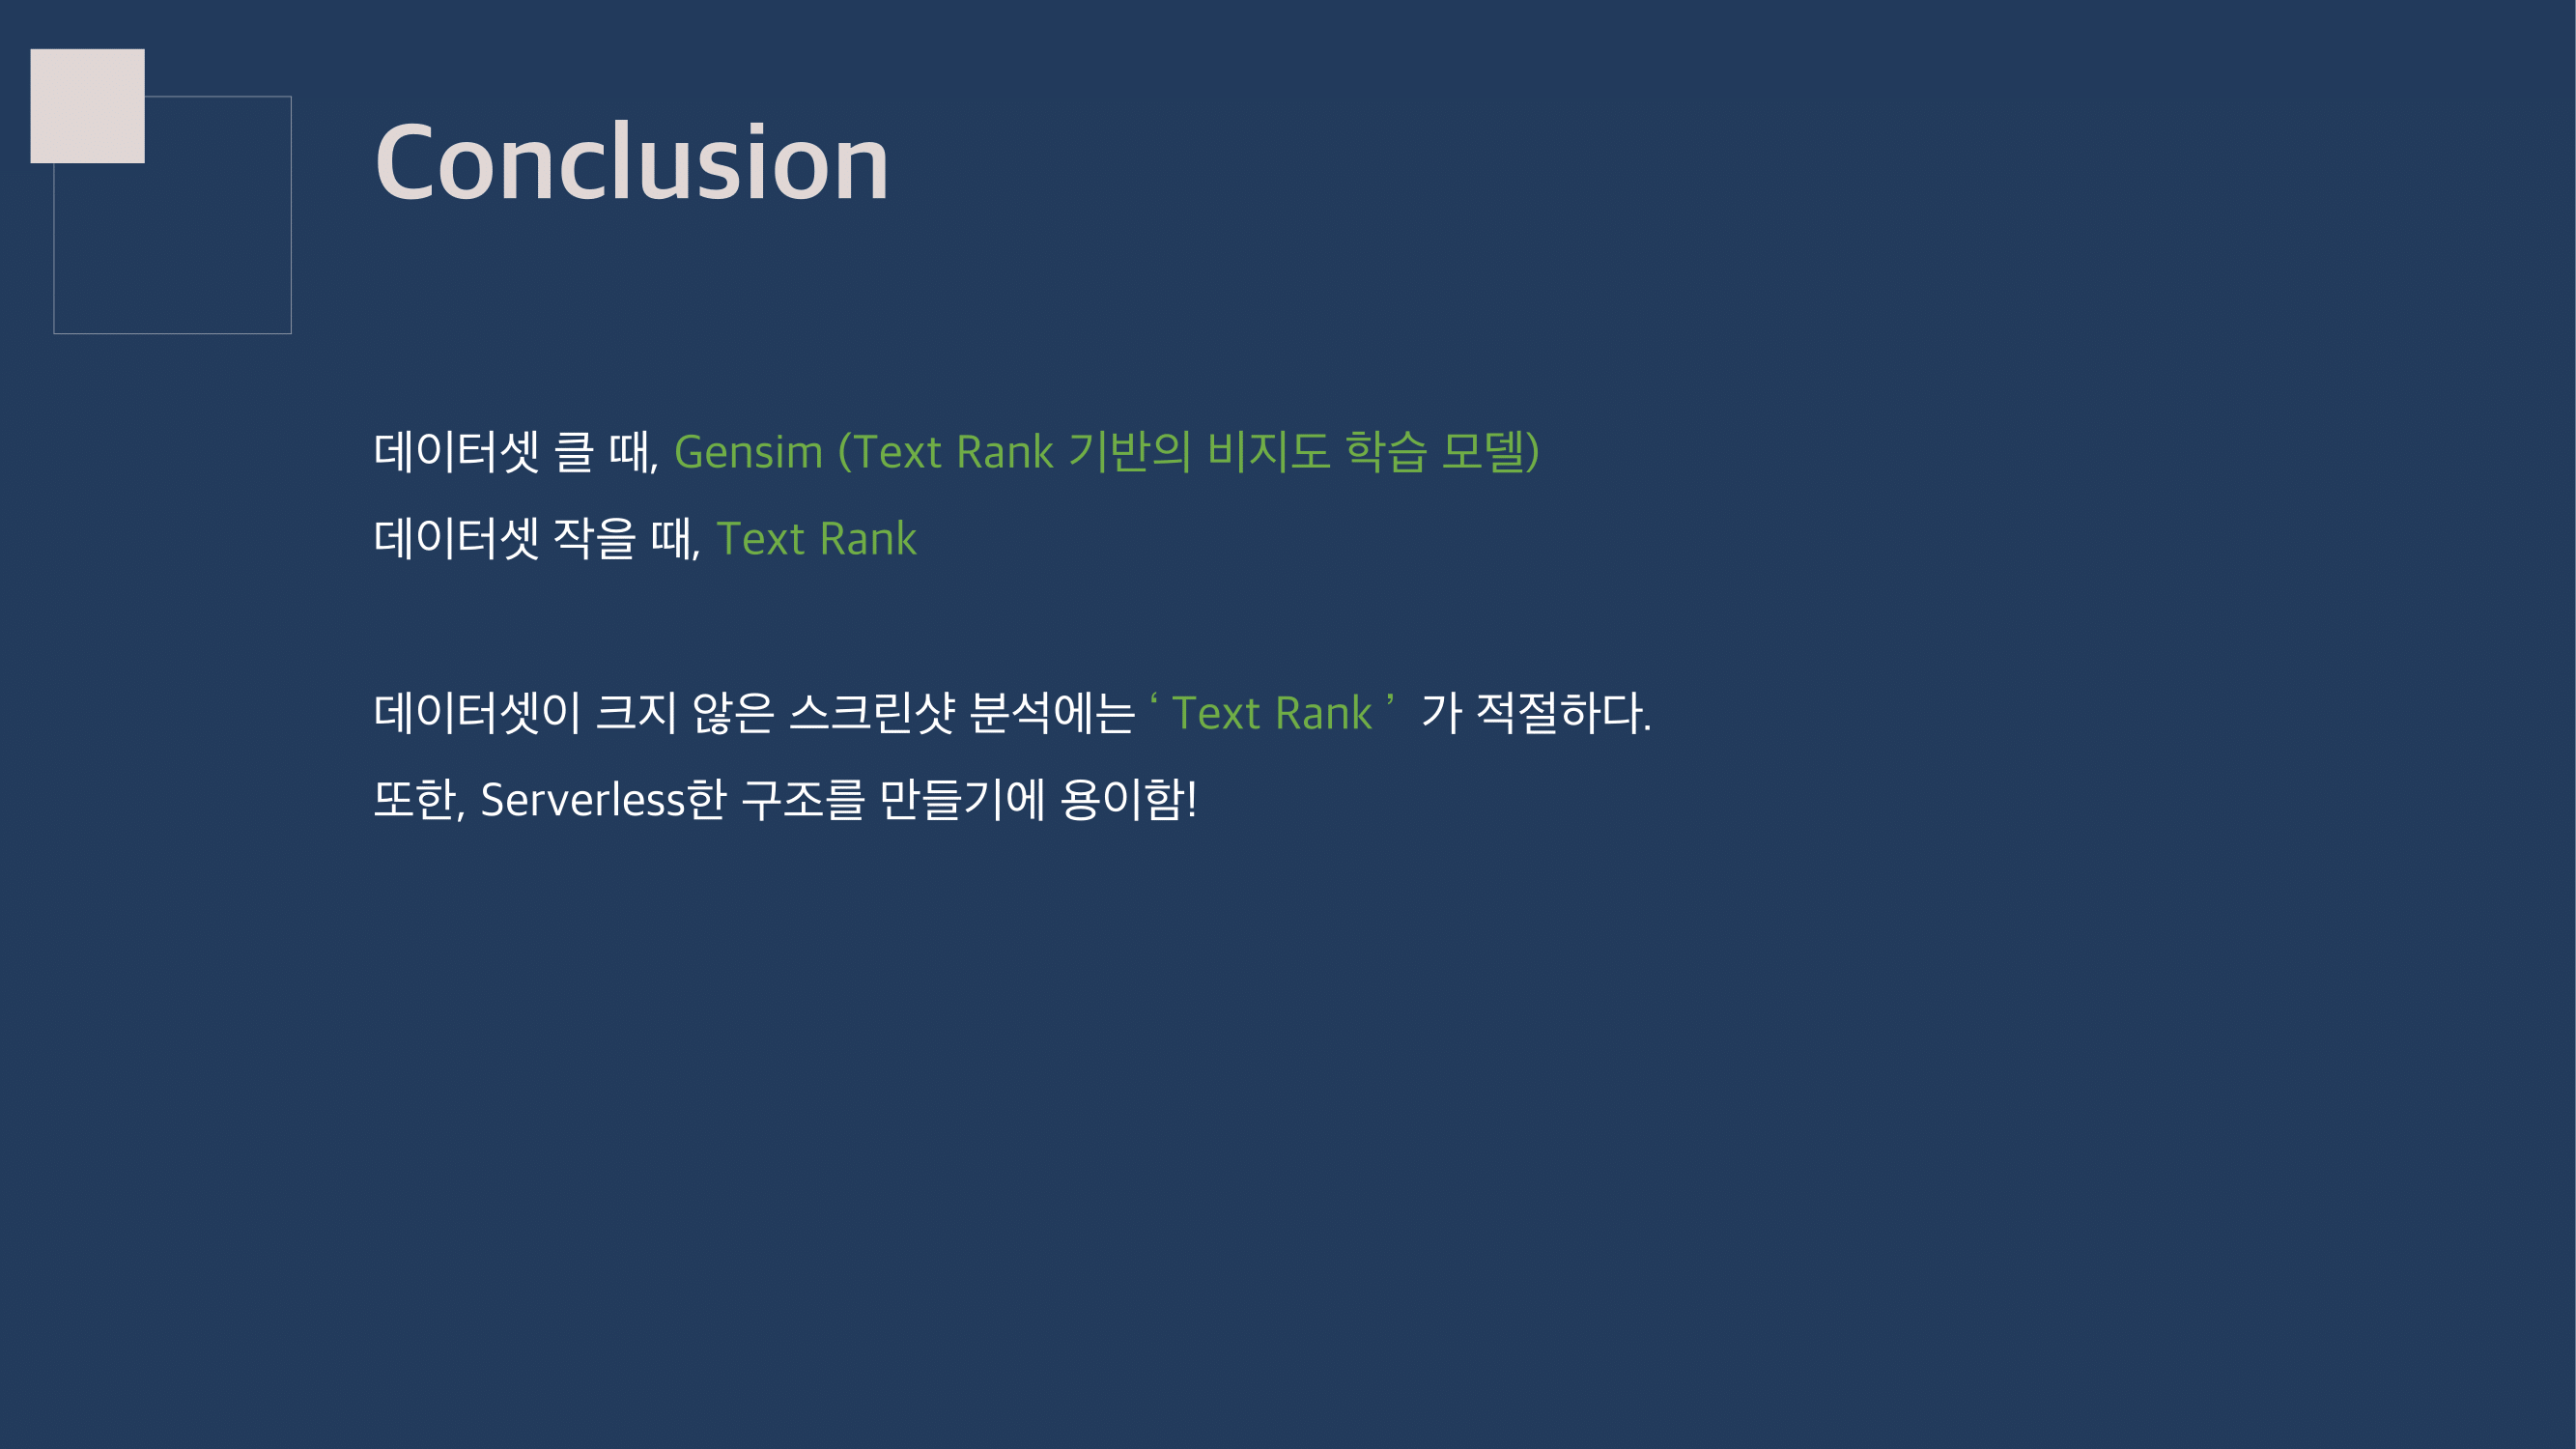 Conclusion
데이터셋 클 때, Gensim (Text Rank 기반의 비지도 학습 모델)
데이터셋 작을 때, Text Rank
데이터셋이 크지 않은 스크린샷 분석에는 ‘ Text Rank ’ 가 적절하다.
또한, Serverless한 구조를 만들기에 용이함!